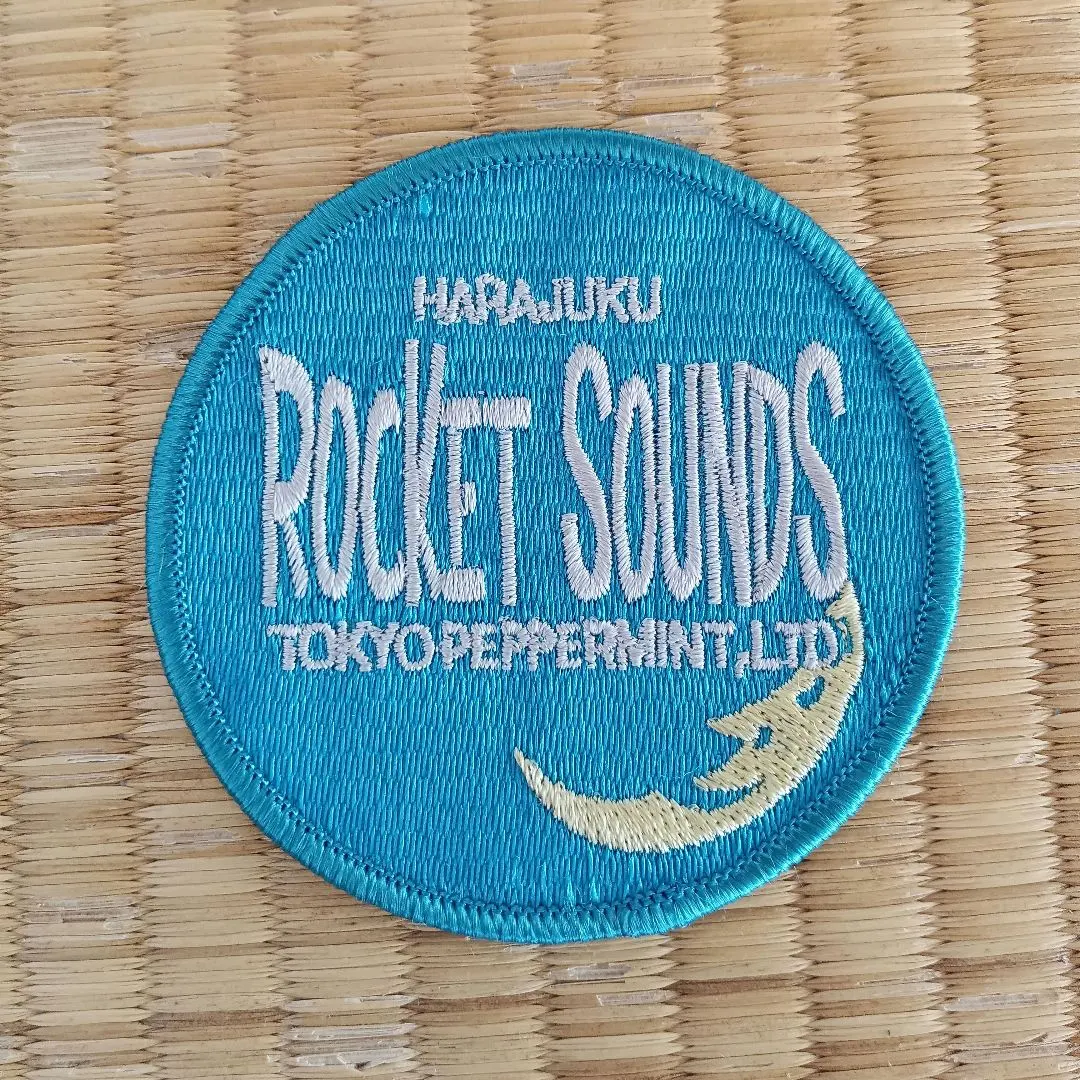 HARAJUKU
ROCKET SOUNDS
TOKYO PEPPERMINT, LTD.